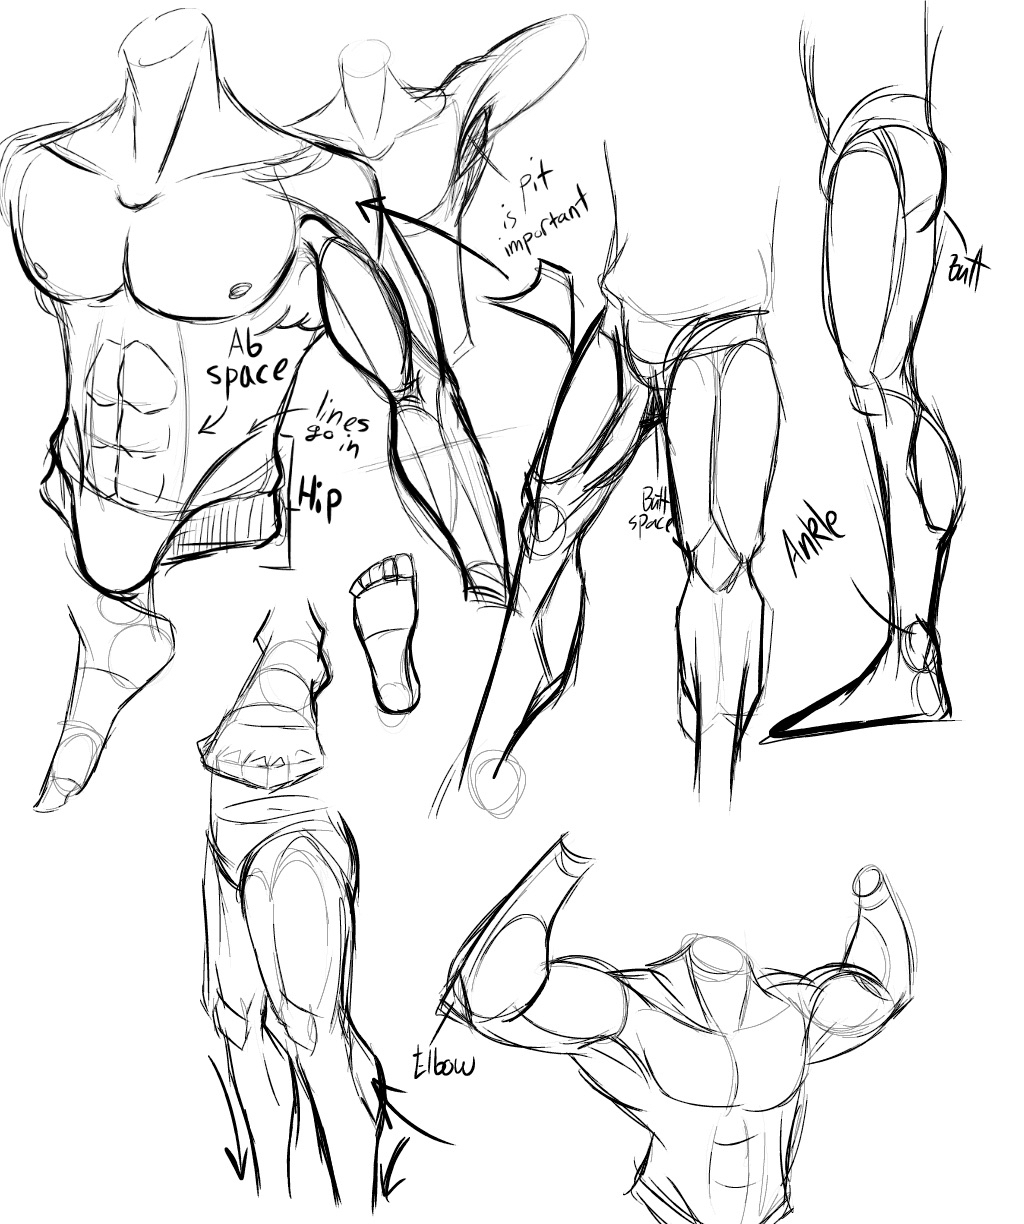 is pit
important
Butt
Ab
space
lines
go in
Hip
Butt
space
Ankle
Elbow